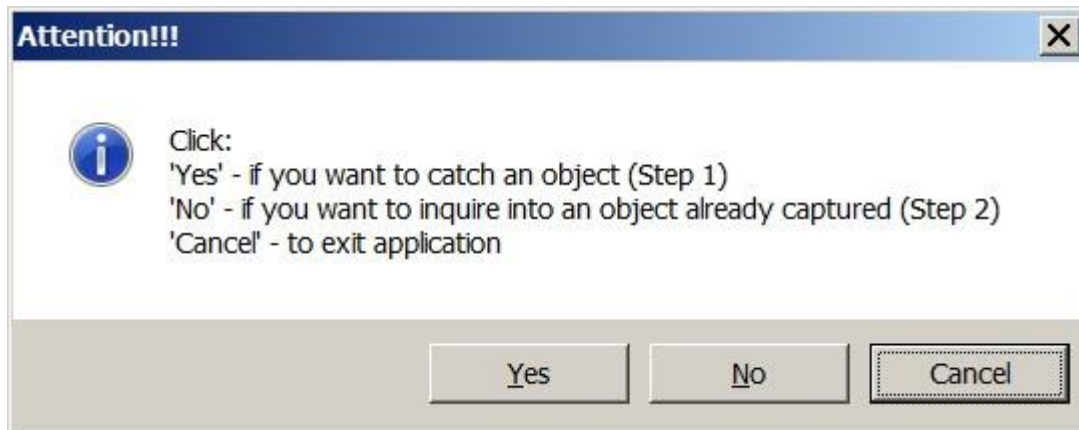 Attention!!!
Click:
'Yes' - if you want to catch an object (Step 1)
'No' - if you want to inquire into an object already captured (Step 2)
'Cancel' - to exit application
Yes
No
Cancel